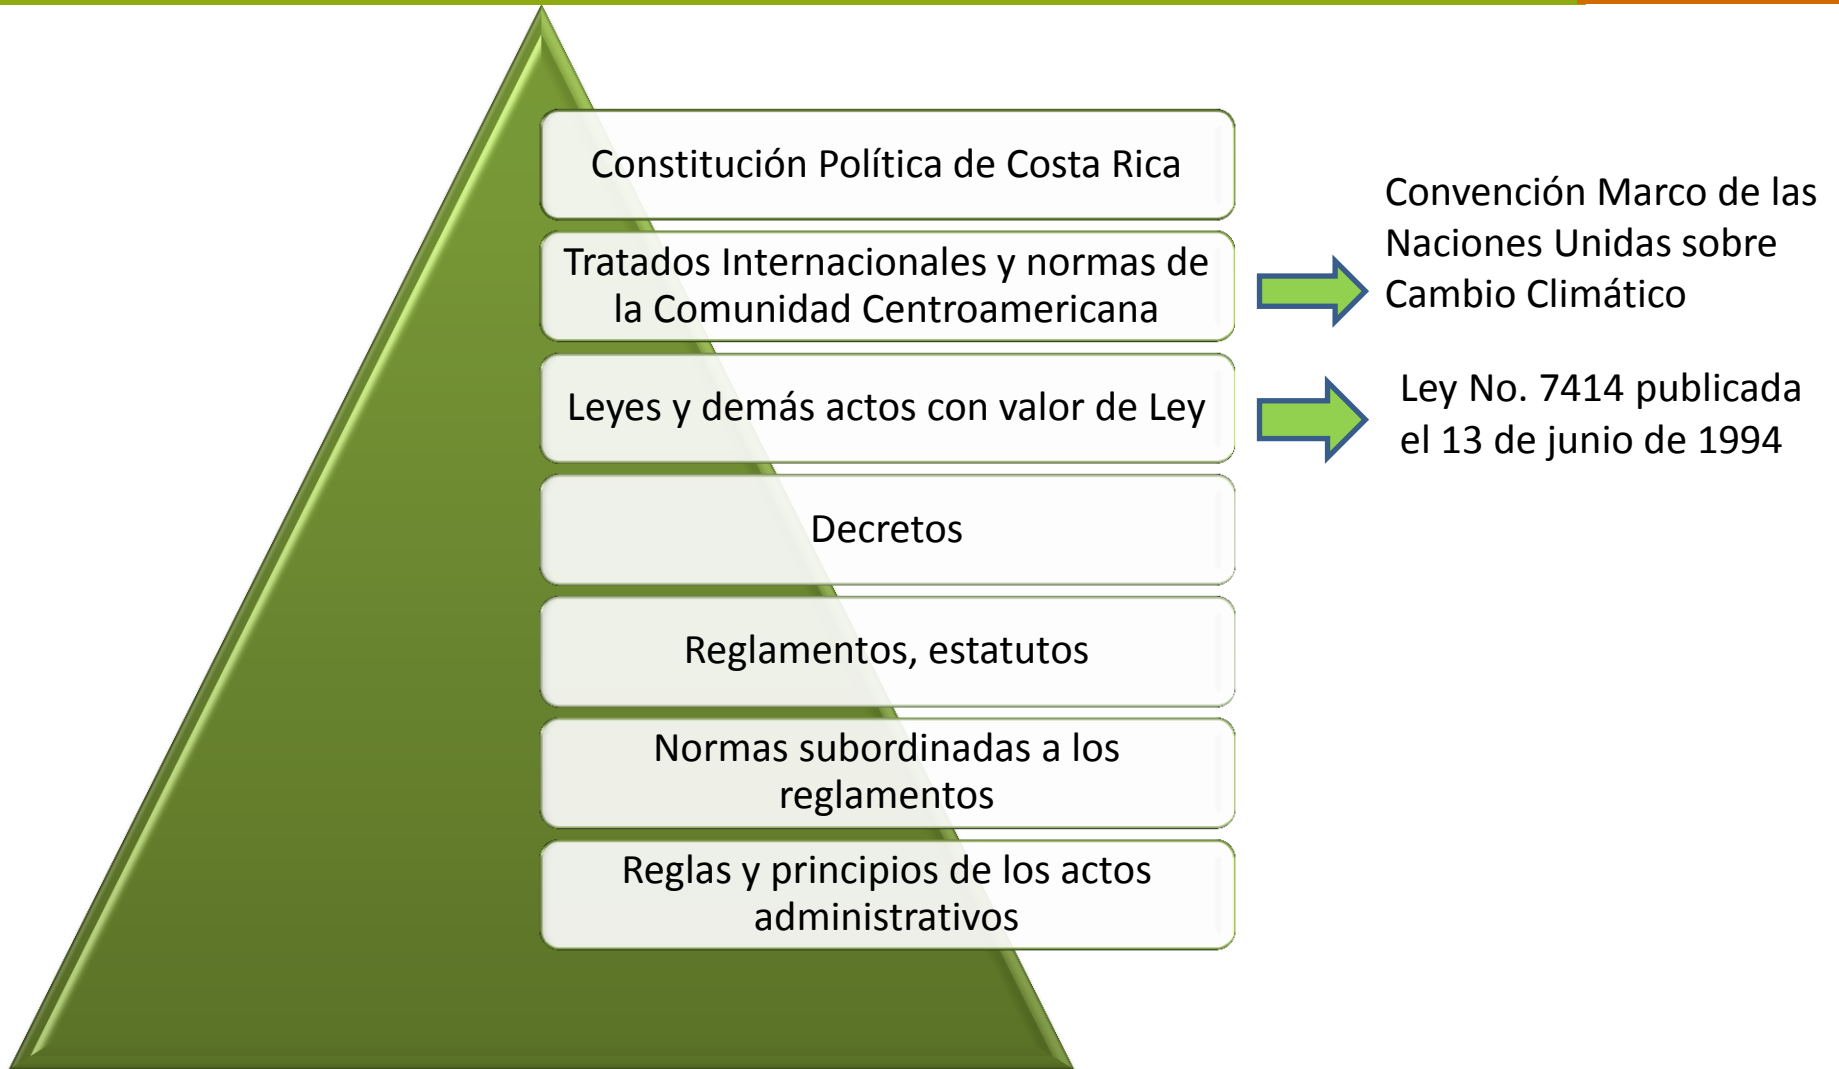 Constitución Política de Costa Rica
Tratados Internacionales y normas de
la Comunidad Centroamericana
Convención Marco de las
Naciones Unidas sobre
Cambio Climático
Leyes y demás actos con valor de Ley
Ley No. 7414 publicada
el 13 de junio de 1994
Decretos
Reglamentos, estatutos
Normas subordinadas a los
reglamentos
Reglas y principios de los actos
administrativos